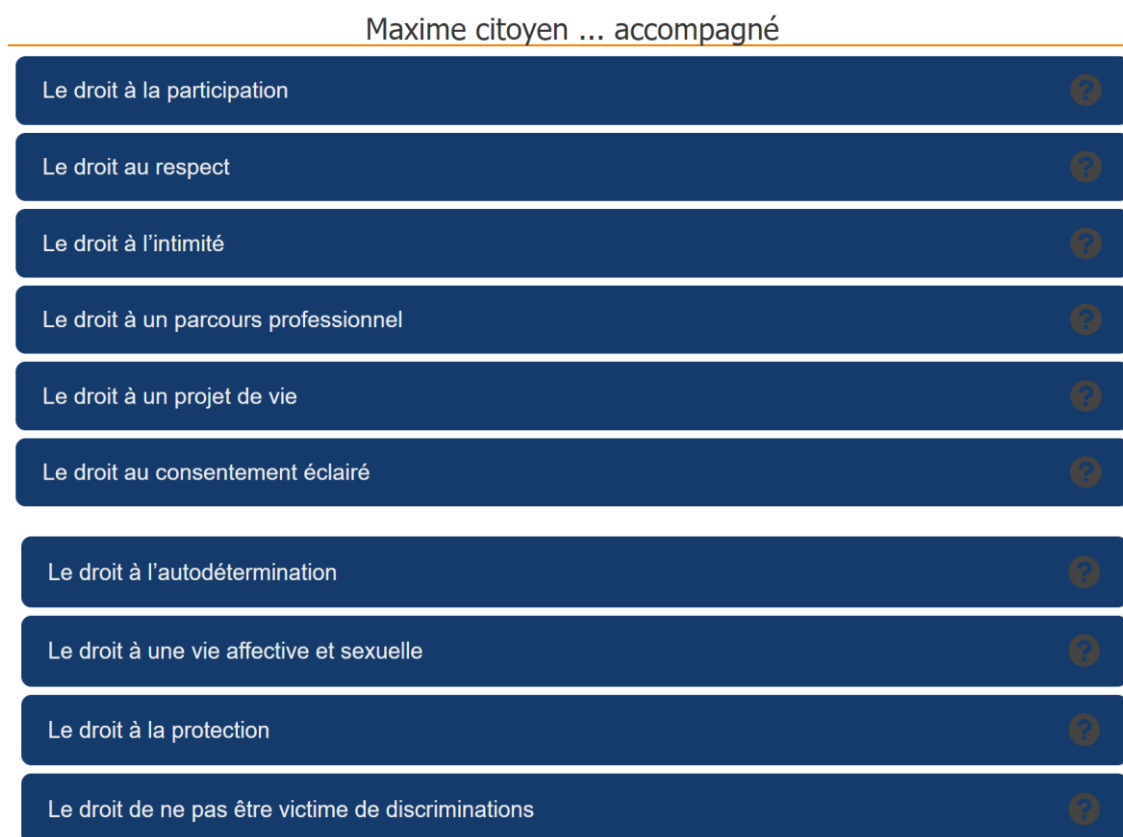 Maxime citoyen ... accompagné
Le droit à la participation
Le droit au respect
Le droit à l’intimité
Le droit à un parcours professionnel
Le droit à un projet de vie
Le droit au consentement éclairé
Le droit à l’autodétermination
Le droit à une vie affective et sexuelle
Le droit à la protection
Le droit de ne pas être victime de discriminations